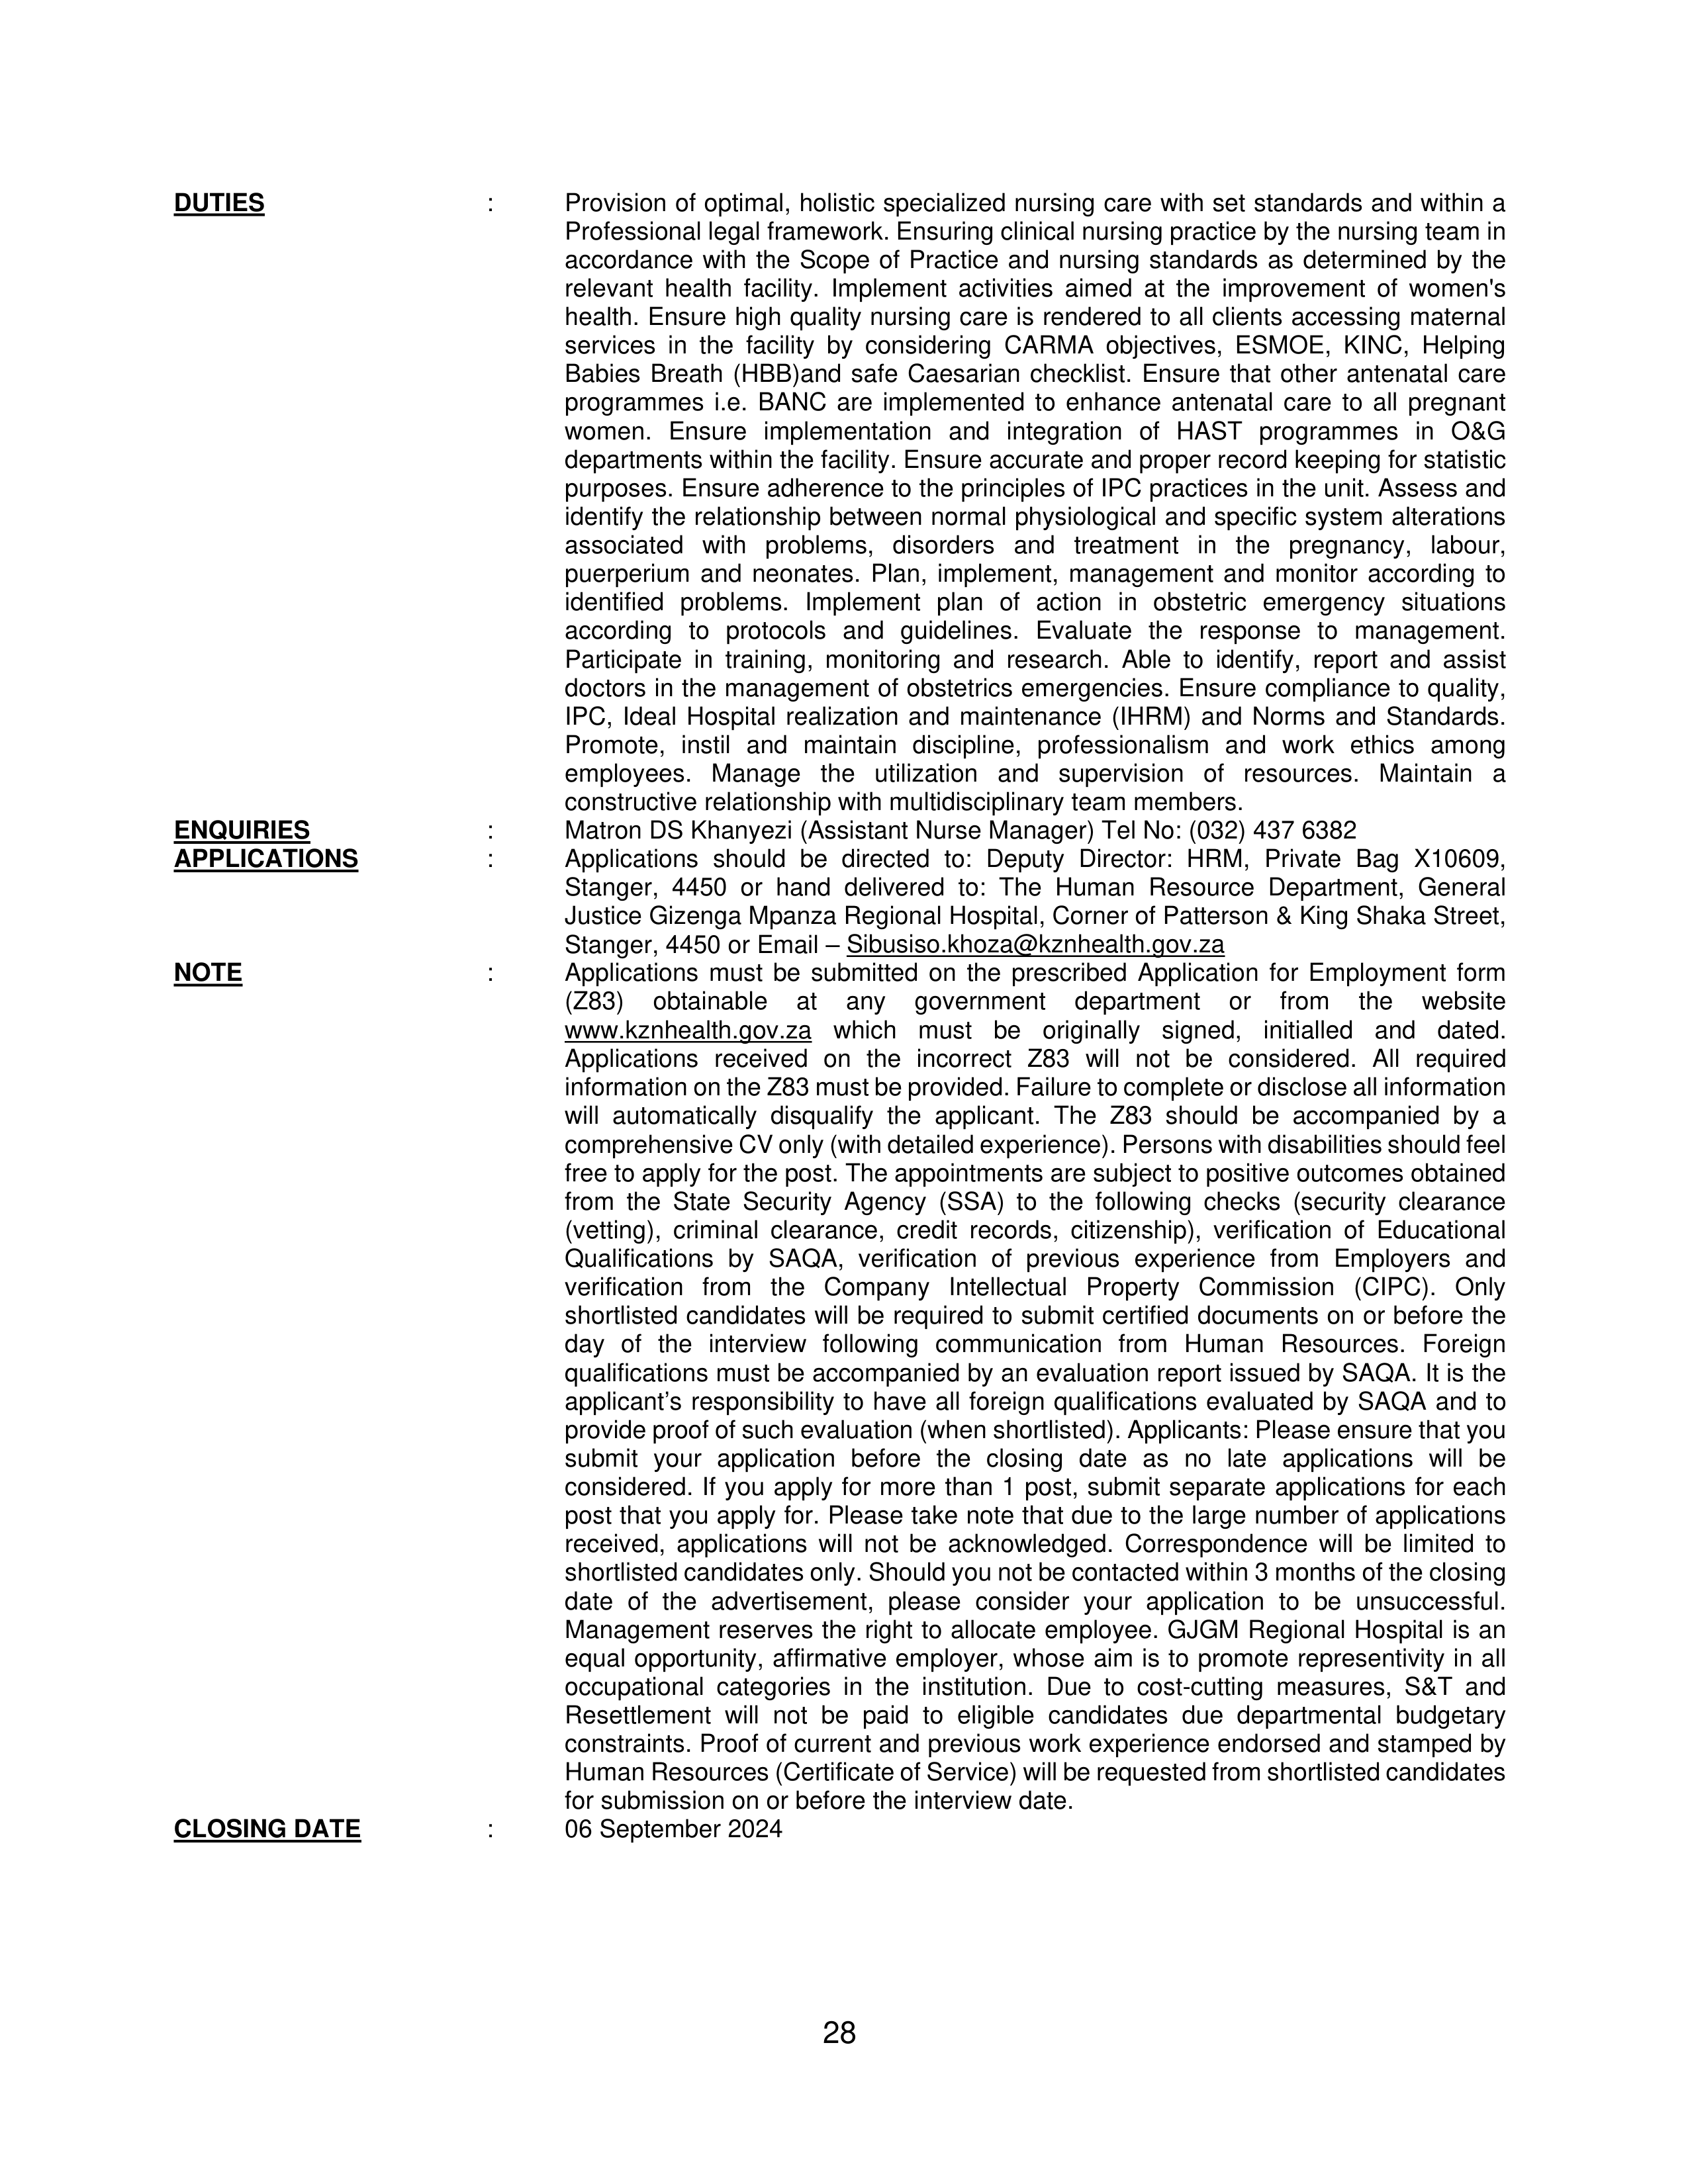 DUTIES : Provision of optimal, holistic specialized nursing care with set standards and within a
Professional legal framework. Ensuring clinical nursing practice by the nursing team in
accordance with the Scope of Practice and nursing standards as determined by the
relevant health facility. Implement activities aimed at the improvement of women's
health. Ensure high quality nursing care is rendered to all clients accessing maternal
services in the facility by considering CARMA objectives, ESMOE, KINC, Helping
Babies Breath (HBB)and safe Caesarian checklist. Ensure that other antenatal care
programmes i.e. BANC are implemented to enhance antenatal care to all pregnant
women. Ensure implementation and integration of HAST programmes in O&G
departments within the facility. Ensure accurate and proper record keeping for statistic
purposes. Ensure adherence to the principles of IPC practices in the unit. Assess and
identify the relationship between normal physiological and specific system alterations
associated with problems, disorders and treatment in the pregnancy, labour,
puerperium and neonates. Plan, implement, management and monitor according to
identified problems. Implement plan of action in obstetric emergency situations
according to protocols and guidelines. Evaluate the response to management.
Participate in training, monitoring and research. Able to identify, report and assist
doctors in the management of obstetrics emergencies. Ensure compliance to quality,
IPC, Ideal Hospital realization and maintenance (IHRM) and Norms and Standards.
Promote, instil and maintain discipline, professionalism and work ethics among
employees. Manage the utilization and supervision of resources. Maintain a
constructive relationship with multidisciplinary team members.
ENQUIRIES : Matron DS Khanyezi (Assistant Nurse Manager) Tel No: (032) 437 6382
APPLICATIONS : Applications should be directed to: Deputy Director: HRM, Private Bag X10609,
Stanger, 4450 or hand delivered to: The Human Resource Department, General
Justice Gizenga Mpanza Regional Hospital, Corner of Patterson & King Shaka Street,
Stanger, 4450 or Email – Sibusiso.khoza@kznhealth.gov.za
NOTE : Applications must be submitted on the prescribed Application for Employment form
(Z83) obtainable at any government department or from the website
www.kznhealth.gov.za which must be originally signed, initialled and dated.
Applications received on the incorrect Z83 will not be considered. All required
information on the Z83 must be provided. Failure to complete or disclose all information
will automatically disqualify the applicant. The Z83 should be accompanied by a
comprehensive CV only (with detailed experience). Persons with disabilities should feel
free to apply for the post. The appointments are subject to positive outcomes obtained
from the State Security Agency (SSA) to the following checks (security clearance
(vetting), criminal clearance, credit records, citizenship), verification of Educational
Qualifications by SAQA, verification of previous experience from Employers and
verification from the Company Intellectual Property Commission (CIPC). Only
shortlisted candidates will be required to submit certified documents on or before the
day of the interview following communication from Human Resources. Foreign
qualifications must be accompanied by an evaluation report issued by SAQA. It is the
applicant’s responsibility to have all foreign qualifications evaluated by SAQA and to
provide proof of such evaluation (when shortlisted). Applicants: Please ensure that you
submit your application before the closing date as no late applications will be
considered. If you apply for more than 1 post, submit separate applications for each
post that you apply for. Please take note that due to the large number of applications
received, applications will not be acknowledged. Correspondence will be limited to
shortlisted candidates only. Should you not be contacted within 3 months of the closing
date of the advertisement, please consider your application to be unsuccessful.
Management reserves the right to allocate employee. GJGM Regional Hospital is an
equal opportunity, affirmative employer, whose aim is to promote representivity in all
occupational categories in the institution. Due to cost-cutting measures, S&T and
Resettlement will not be paid to eligible candidates due departmental budgetary
constraints. Proof of current and previous work experience endorsed and stamped by
Human Resources (Certificate of Service) will be requested from shortlisted candidates
for submission on or before the interview date.
CLOSING DATE : 06 September 2024
28